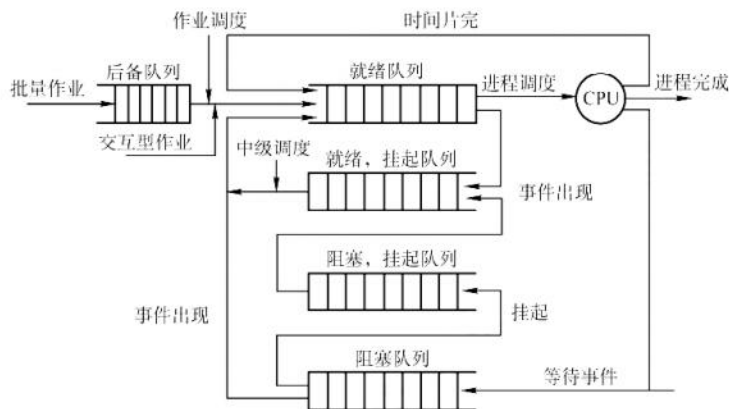 作业调度
时间片完
后备队列
就绪队列
批量作业
进程调度
CPU
进程完成
交互型作业
中级调度
就绪，挂起队列
事件出现
阻塞，挂起队列
事件出现
挂起
阻塞队列
等待事件